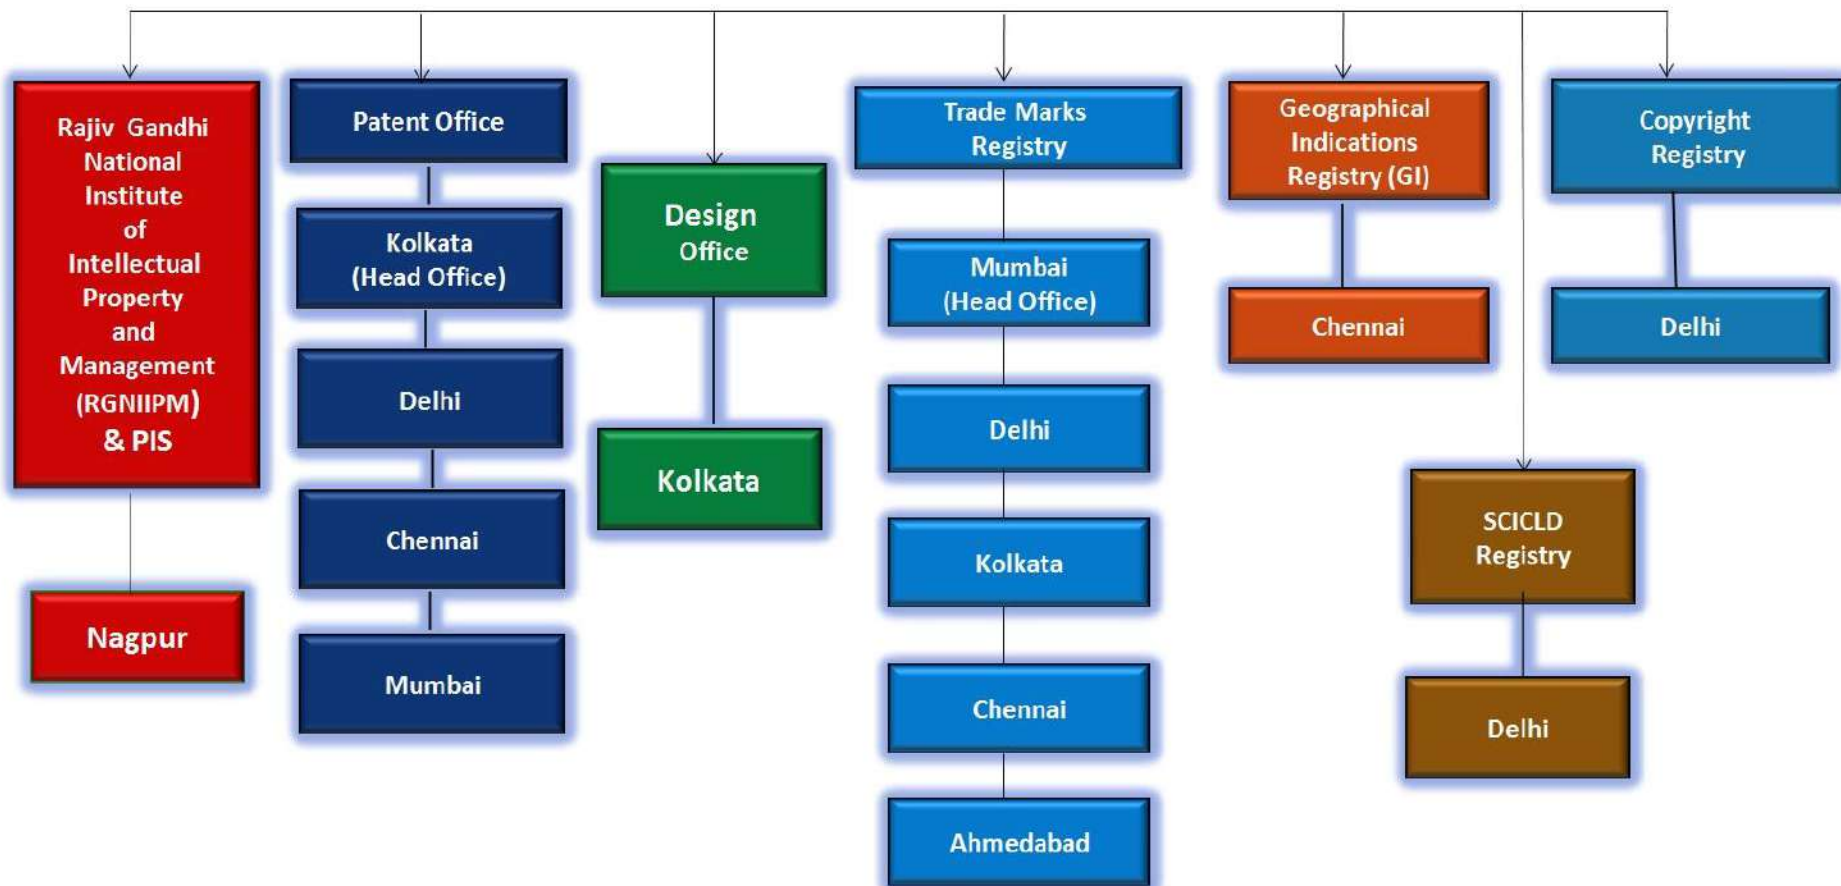 Rajiv Gandhi
National
Institute
of
Intellectual
Property
and
Management
(RGNIIPM)
& PIS
Nagpur
Patent Office
Kolkata
(Head Office)
Delhi
Chennai
Mumbai
Design
Office
Kolkata
Trade Marks
Registry
Mumbai
(Head Office)
Delhi
Kolkata
Chennai
Ahmedabad
Geographical
Indications
Registry (GI)
Chennai
SCICLD
Registry
Delhi
Copyright
Registry
Delhi